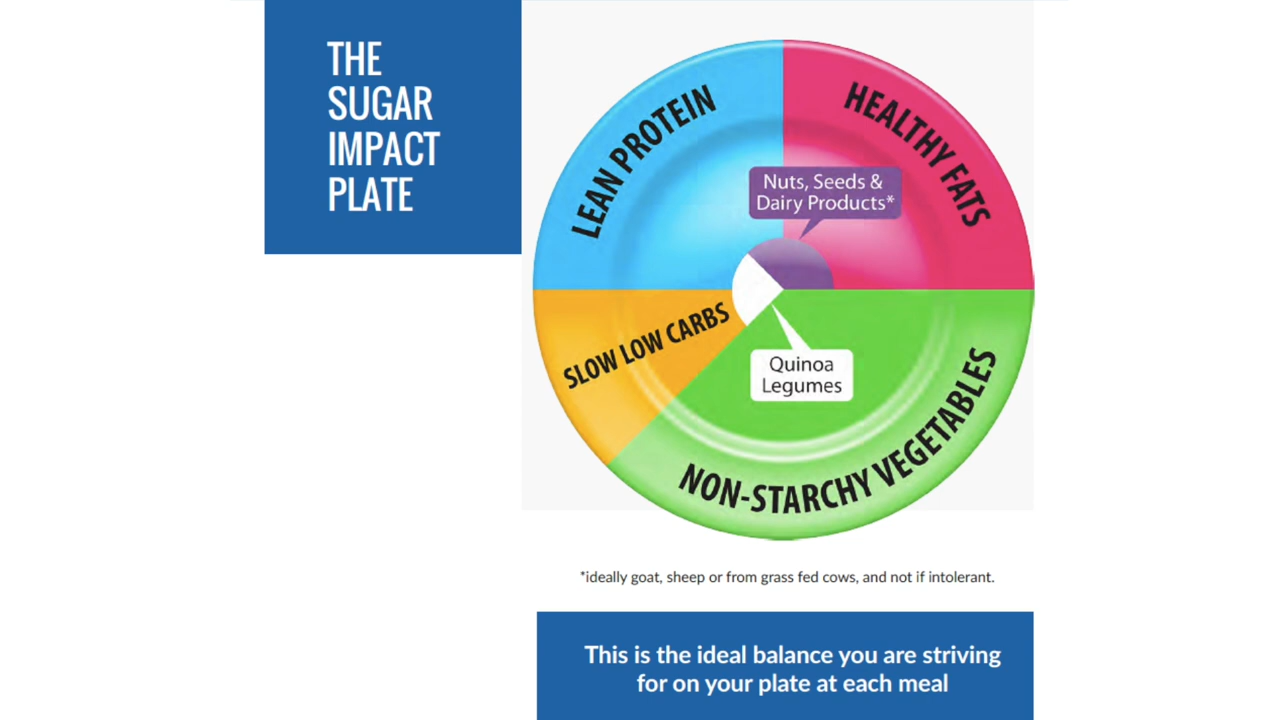 THE
SUGAR
IMPACT
PLATE
LEAN PROTEIN
HEALTHY FATS
Nuts, Seeds &
Dairy Products*
SLOW LOW CARBS
Quinoa
Legumes
NON-STARCHY VEGETABLES
*ideally goat, sheep or from grass fed cows, and not if intolerant.
This is the ideal balance you are striving
for on your plate at each meal